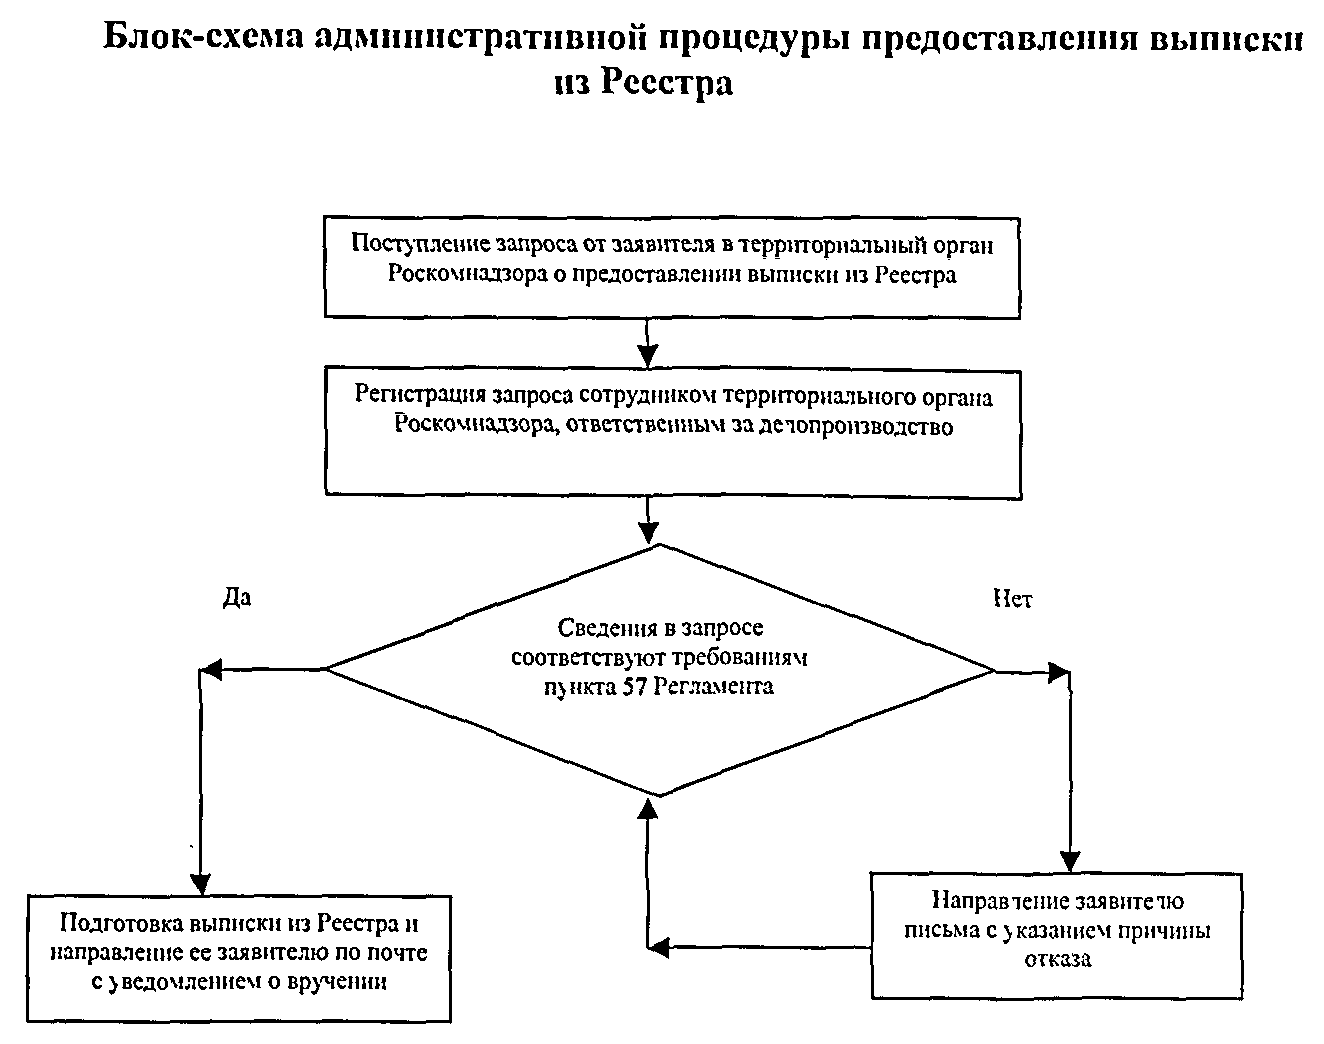 Блок-схема административной процедуры предоставления выписки
из Реестра
Поступление запроса от заявителя в территориальный орган
Роскомнадзора о предоставлении выписки из Реестра
Регистрация запроса сотрудником территориального органа
Роскомнадзора, ответственным за делопроизводство
Да
Нет
Сведения в запросе
соответствуют требованиям
пункта 57 Регламента
Подготовка выписки из Реестра и
направление ее заявителю по почте
с уведомлением о вручении
Направление заявителю
письма с указанием причины
отказа